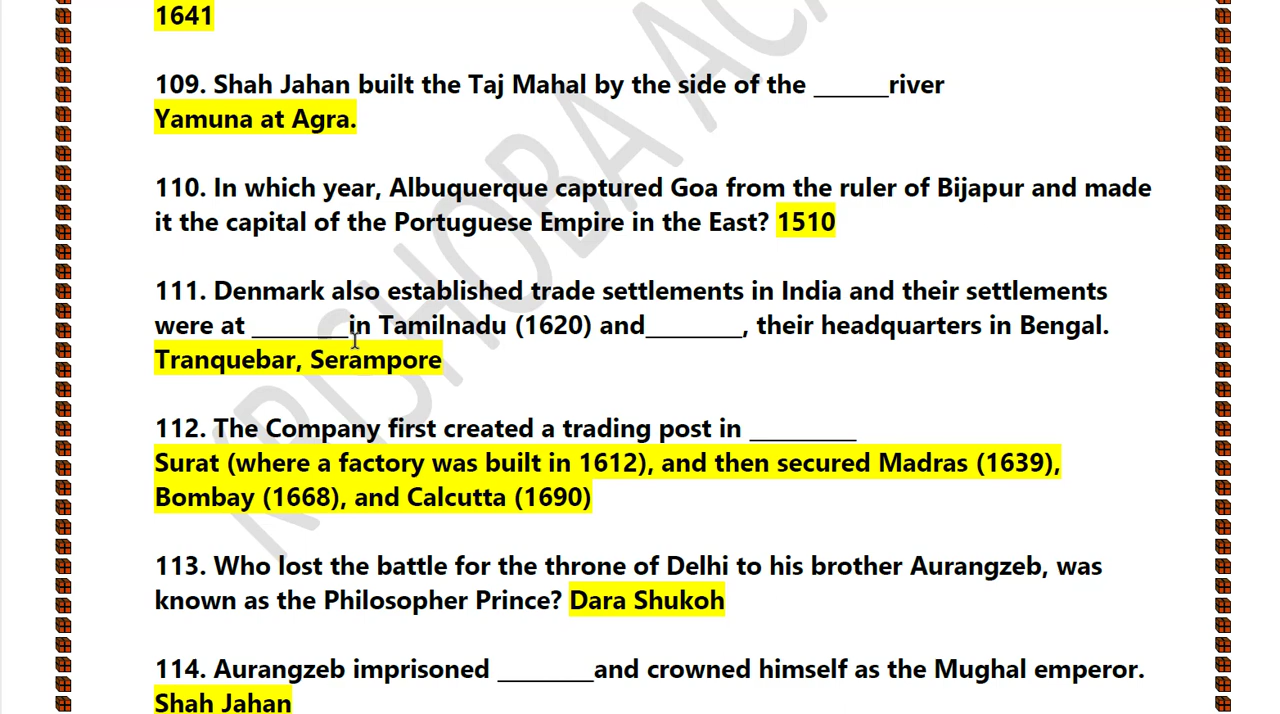 1641
109. Shah Jahan built the Taj Mahal by the side of the ______river
Yamuna at Agra.
110. In which year, Albuquerque captured Goa from the ruler of Bijapur and made
it the capital of the Portuguese Empire in the East? 1510
111. Denmark also established trade settlements in India and their settlements
were at ________in Tamilnadu (1620) and________, their headquarters in Bengal.
Tranquebar, Serampore
112. The Company first created a trading post in _________
Surat (where a factory was built in 1612), and then secured Madras (1639),
Bombay (1668), and Calcutta (1690)
113. Who lost the battle for the throne of Delhi to his brother Aurangzeb, was
known as the Philosopher Prince? Dara Shukoh
114. Aurangzeb imprisoned ________and crowned himself as the Mughal emperor.
Shah Jahan